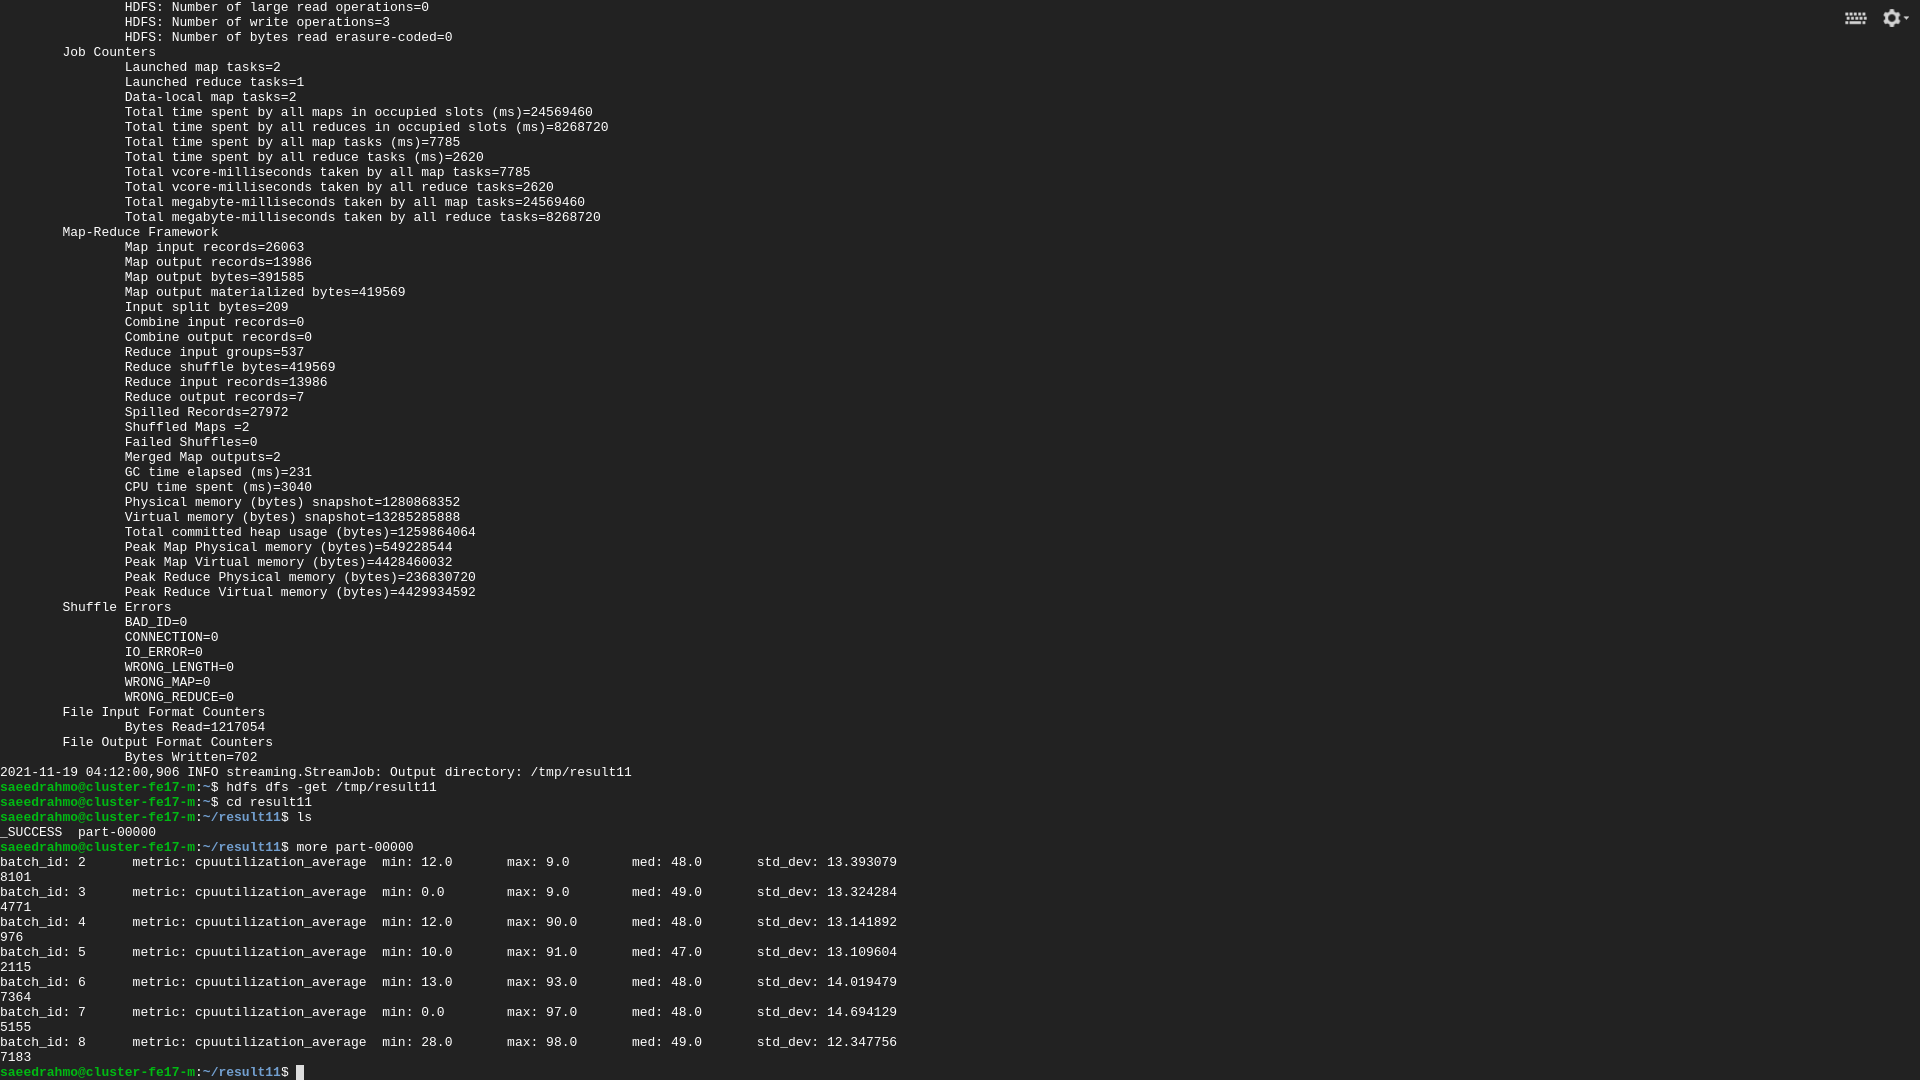 HDFS: Number of large read operations=0
HDFS: Number of write operations=3
HDFS: Number of bytes read erasure-coded=0
Job Counters
Launched map tasks=2
Launched reduce tasks=1
Data-local map tasks=2
Total time spent by all maps in occupied slots (ms)=24569460
Total time spent by all reduces in occupied slots (ms)=8268720
Total time spent by all map tasks (ms)=7785
Total time spent by all reduce tasks (ms)=2620
Total vcore-milliseconds taken by all map tasks=7785
Total vcore-milliseconds taken by all reduce tasks=2620
Total megabyte-milliseconds taken by all map tasks=24569460
Total megabyte-milliseconds taken by all reduce tasks=8268720
Map-Reduce Framework
Map input records=26063
Map output records=13986
Map output bytes=391585
Map output materialized bytes=419569
Input split bytes=209
Combine input records=0
Combine output records=0
Reduce input groups=537
Reduce shuffle bytes=419569
Reduce input records=13986
Reduce output records=7
Spilled Records=27972
Shuffled Maps =2
Failed Shuffles=0
Merged Map outputs=2
GC time elapsed (ms)=231
CPU time spent (ms)=3040
Physical memory (bytes) snapshot=1280868352
Virtual memory (bytes) snapshot=13285285888
Total committed heap usage (bytes)=1259864064
Peak Map Physical memory (bytes)=549228544
Peak Map Virtual memory (bytes)=4428460032
Peak Reduce Physical memory (bytes)=236830720
Peak Reduce Virtual memory (bytes)=4429934592
Shuffle Errors
BAD_ID=0
CONNECTION=0
IO_ERROR=0
WRONG_LENGTH=0
WRONG_MAP=0
WRONG_REDUCE=0
File Input Format Counters
Bytes Read=1217054
File Output Format Counters
Bytes Written=702
2021-11-19 04:12:00,906 INFO streaming.StreamJob: Output directory: /tmp/result11
saeedrahmo@cluster-fe17-m:~$ hdfs dfs -get /tmp/result11
saeedrahmo@cluster-fe17-m:~$ cd result11
saeedrahmo@cluster-fe17-m:~/result11$ ls
_SUCCESS  part-00000
saeedrahmo@cluster-fe17-m:~/result11$ more part-00000
batch_id: 2      metric: cpuutilization_average  min: 12.0       max: 9.0        med: 48.0       std_dev: 13.393079
8101
batch_id: 3      metric: cpuutilization_average  min: 0.0        max: 9.0        med: 49.0       std_dev: 13.324284
4771
batch_id: 4      metric: cpuutilization_average  min: 12.0       max: 90.0       med: 48.0       std_dev: 13.141892
976
batch_id: 5      metric: cpuutilization_average  min: 10.0       max: 91.0       med: 47.0       std_dev: 13.109604
2115
batch_id: 6      metric: cpuutilization_average  min: 13.0       max: 93.0       med: 48.0       std_dev: 14.019479
7364
batch_id: 7      metric: cpuutilization_average  min: 0.0        max: 97.0       med: 48.0       std_dev: 14.694129
5155
batch_id: 8      metric: cpuutilization_average  min: 28.0       max: 98.0       med: 49.0       std_dev: 12.347756
7183
saeedrahmo@cluster-fe17-m:~/result11$